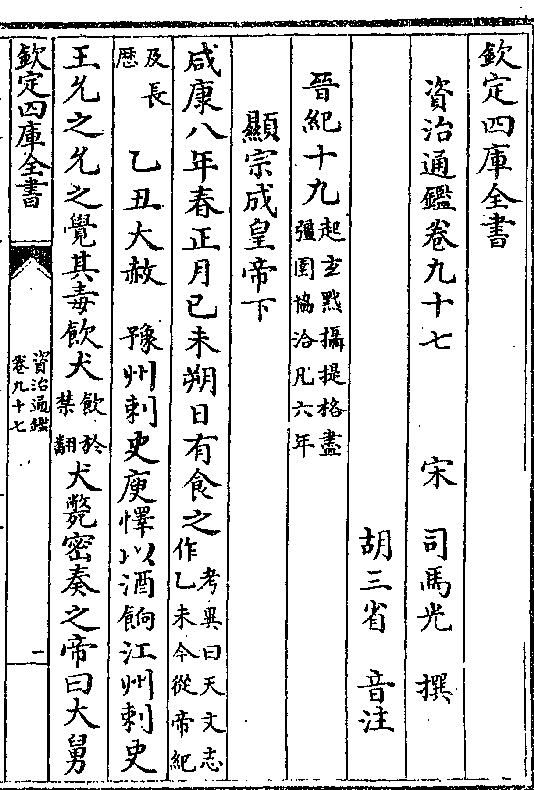 欽定四庫全書
資治通鑑卷九十七　宋　司馬光　撰
胡三省　音注
晉紀十九起玄黓攝提格盡彊圉協洽凡六年
顯宗成皇帝下
咸康八年春正月已未朔日有食之考異曰天文志作乙未今從帝紀
及長厯　乙丑大赦　豫州刺史庾懌以酒餉江州刺史
王允之允之覺其毒飲犬飲於禁翻犬斃密奏之帝曰大舅
欽定四庫全書
資治通鑑
卷九十七
一